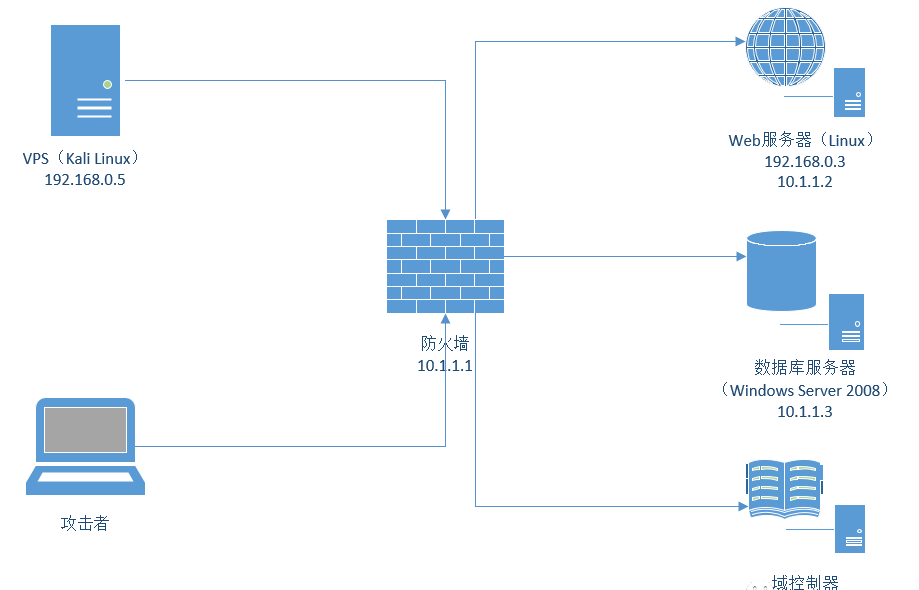 VPS（Kali Linux）
192.168.0.5
Web服务器（Linux）
192.168.0.3
10.1.1.2
防火墙
10.1.1.1
数据库服务器
（Windows Server 2008）
10.1.1.3
攻击者
域控制器